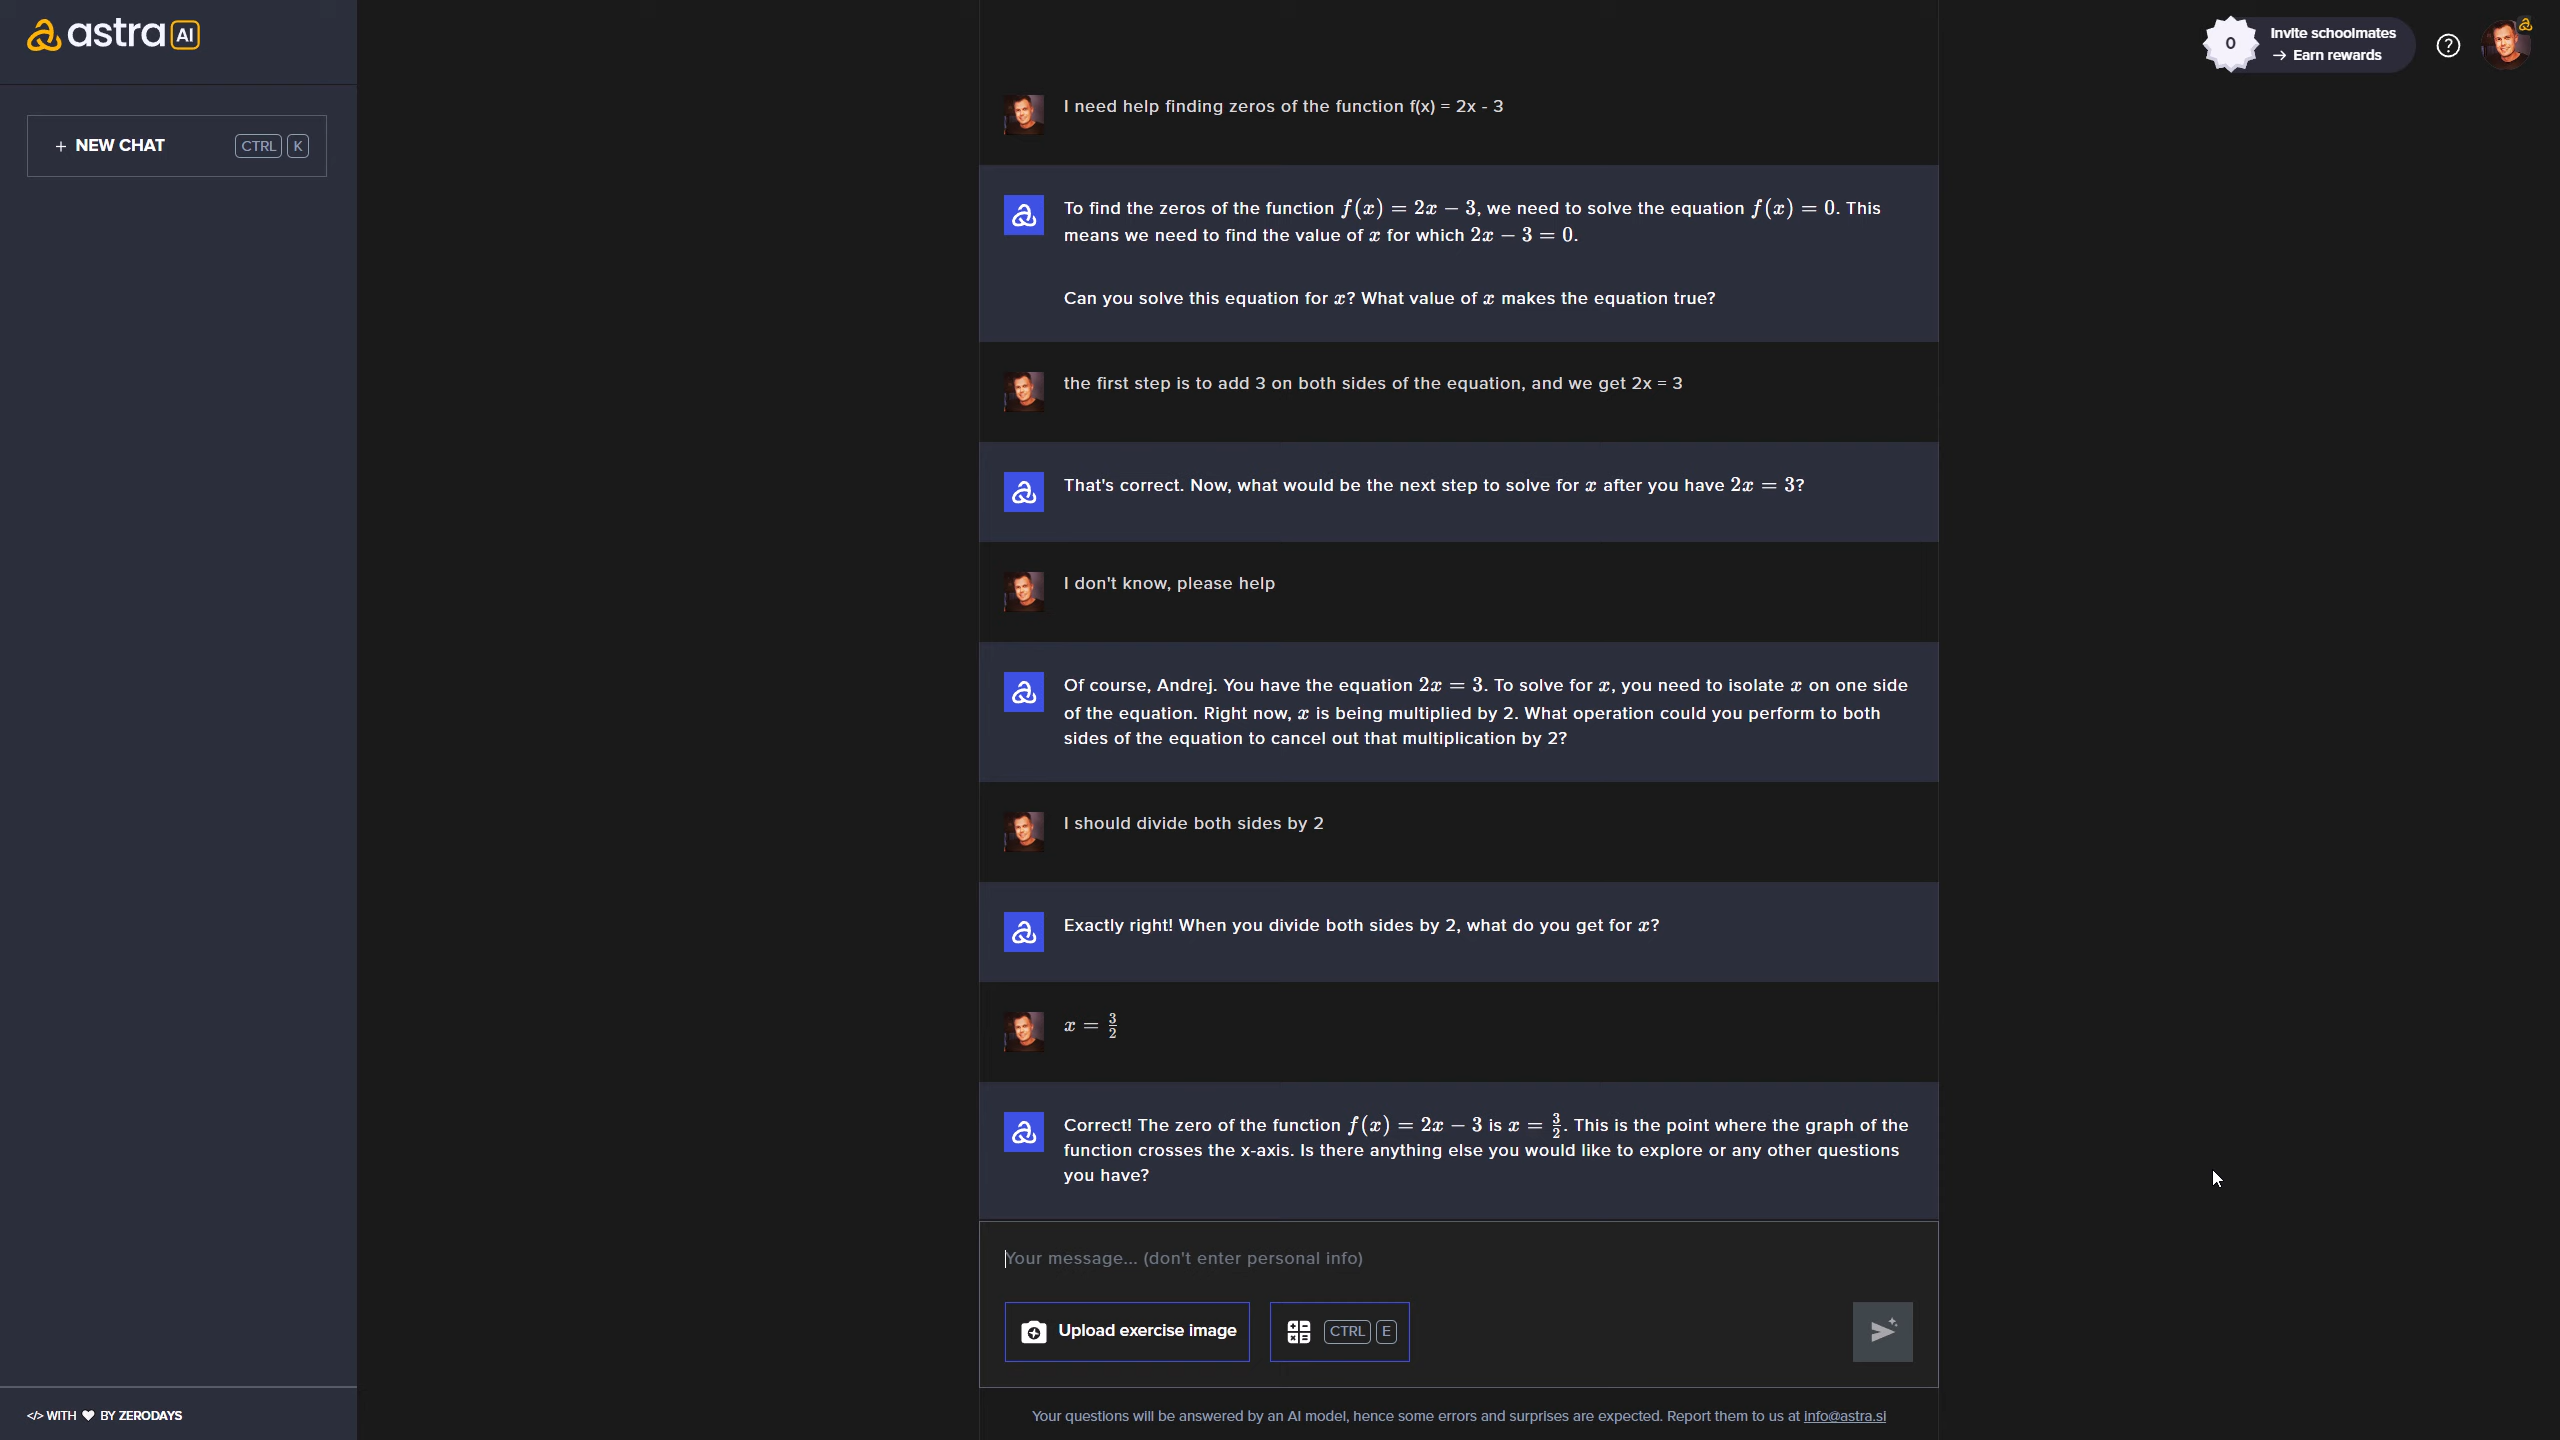 astra AI
0
Invite schoolmates
→ Earn rewards
+ NEW CHAT CTRL K
I need help finding zeros of the function f(x) = 2x - 3
To find the zeros of the function f(x) = 2x − 3, we need to solve the equation f(x) = 0. This
means we need to find the value of x for which 2x − 3 = 0.
Can you solve this equation for x? What value of x makes the equation true?
the first step is to add 3 on both sides of the equation, and we get 2x = 3
That's correct. Now, what would be the next step to solve for x after you have 2x = 3?
I don't know, please help
Of course, Andrej. You have the equation 2x = 3. To solve for x, you need to isolate x on one side
of the equation. Right now, x is being multiplied by 2. What operation could you perform to both
sides of the equation to cancel out that multiplication by 2?
I should divide both sides by 2
Exactly right! When you divide both sides by 2, what do you get for x?
x = 3/2
Correct! The zero of the function f(x) = 2x − 3 is x = 3/2. This is the point where the graph of the
function crosses the x-axis. Is there anything else you would like to explore or any other questions
you have?
Your message... (don't enter personal info)
Upload exercise image CTRL E
</> WITH ♥ BY ZERODAYS
Your questions will be answered by an AI model, hence some errors and surprises are expected. Report them to us at info@astra.si